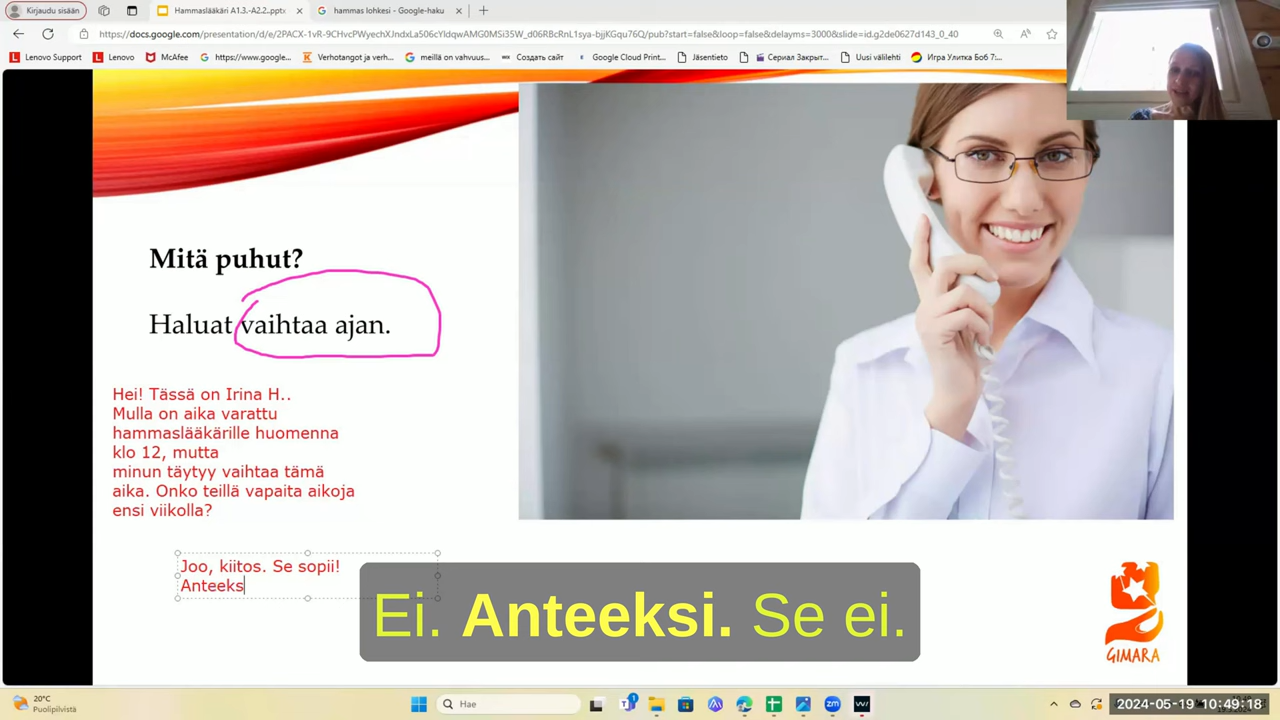 Kirjaudu sisään
Hammaslääkäri A1.3.-A2.2..pptx
hammas lohkesi - Google-haku
https://docs.google.com/presentation/d/e/2PACX-1vR-9CHvcPWyechXJndxLa506cYldqwAMG0MSi35W_d06RBcRnL1sya-bjjKGqu76Q/pub?start=false&loop=false&delayms=3000&slide=id.g2de0627d143_0_40
Lenovo Support
Lenovo
McAfee
https://www.google...
Verhotangot ja verh...
meillä on vahvuus...
Создать сайт
Google Cloud Print...
Jäsentieto
Сериал Закрыт...
Uusi välilehti
Игра Улитка Боб 7:...
Mitä puhut?
Haluat vaihtaa ajan.
Hei! Tässä on Irina H..
Mulla on aika varattu
hammaslääkärille huomenna
klo 12, mutta
minun täytyy vaihtaa tämä
aika. Onko teillä vapaita aikoja
ensi viikolla?
Joo, kiitos. Se sopii!
Anteeks
Ei. Anteeksi. Se ei.
GIMARA
20°C
Puolipilvistä
Hae
2024-05-19 10:49:18